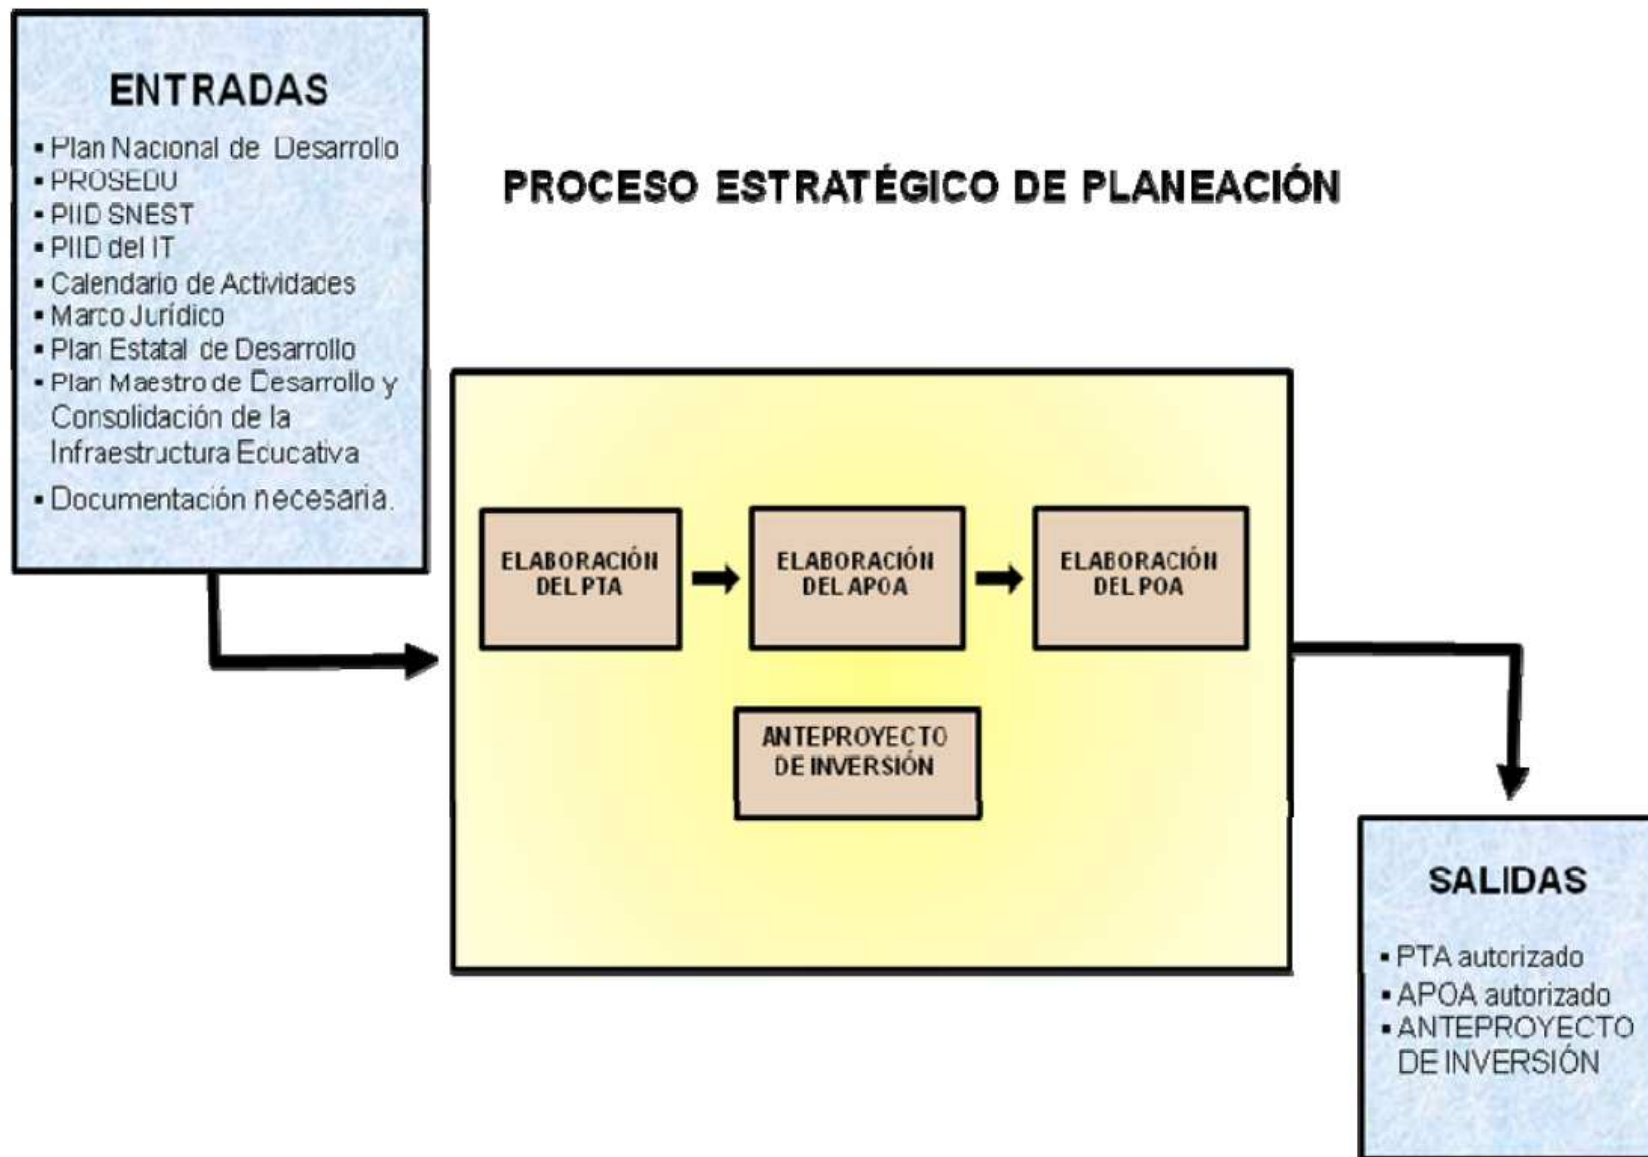 ENTRADAS
▪ Plan Nacional de Desarrollo
▪ PROSEDU
▪ PIID SNEST
▪ PIID del IT
▪ Calendario de Actividades
▪ Marco Jurídico
▪ Plan Estatal de Desarrollo
▪ Plan Maestro de Desarrollo y
Consolidación de la
Infraestructura Educativa
▪ Documentación necesaria.
PROCESO ESTRATÉGICO DE PLANEACIÓN
ELABORACIÓN
DEL PTA
ELABORACIÓN
DEL APOA
ELABORACIÓN
DEL POA
ANTEPROYECTO
DE INVERSIÓN
SALIDAS
▪ PTA autorizado
▪ APOA autorizado
▪ ANTEPROYECTO
DE INVERSIÓN